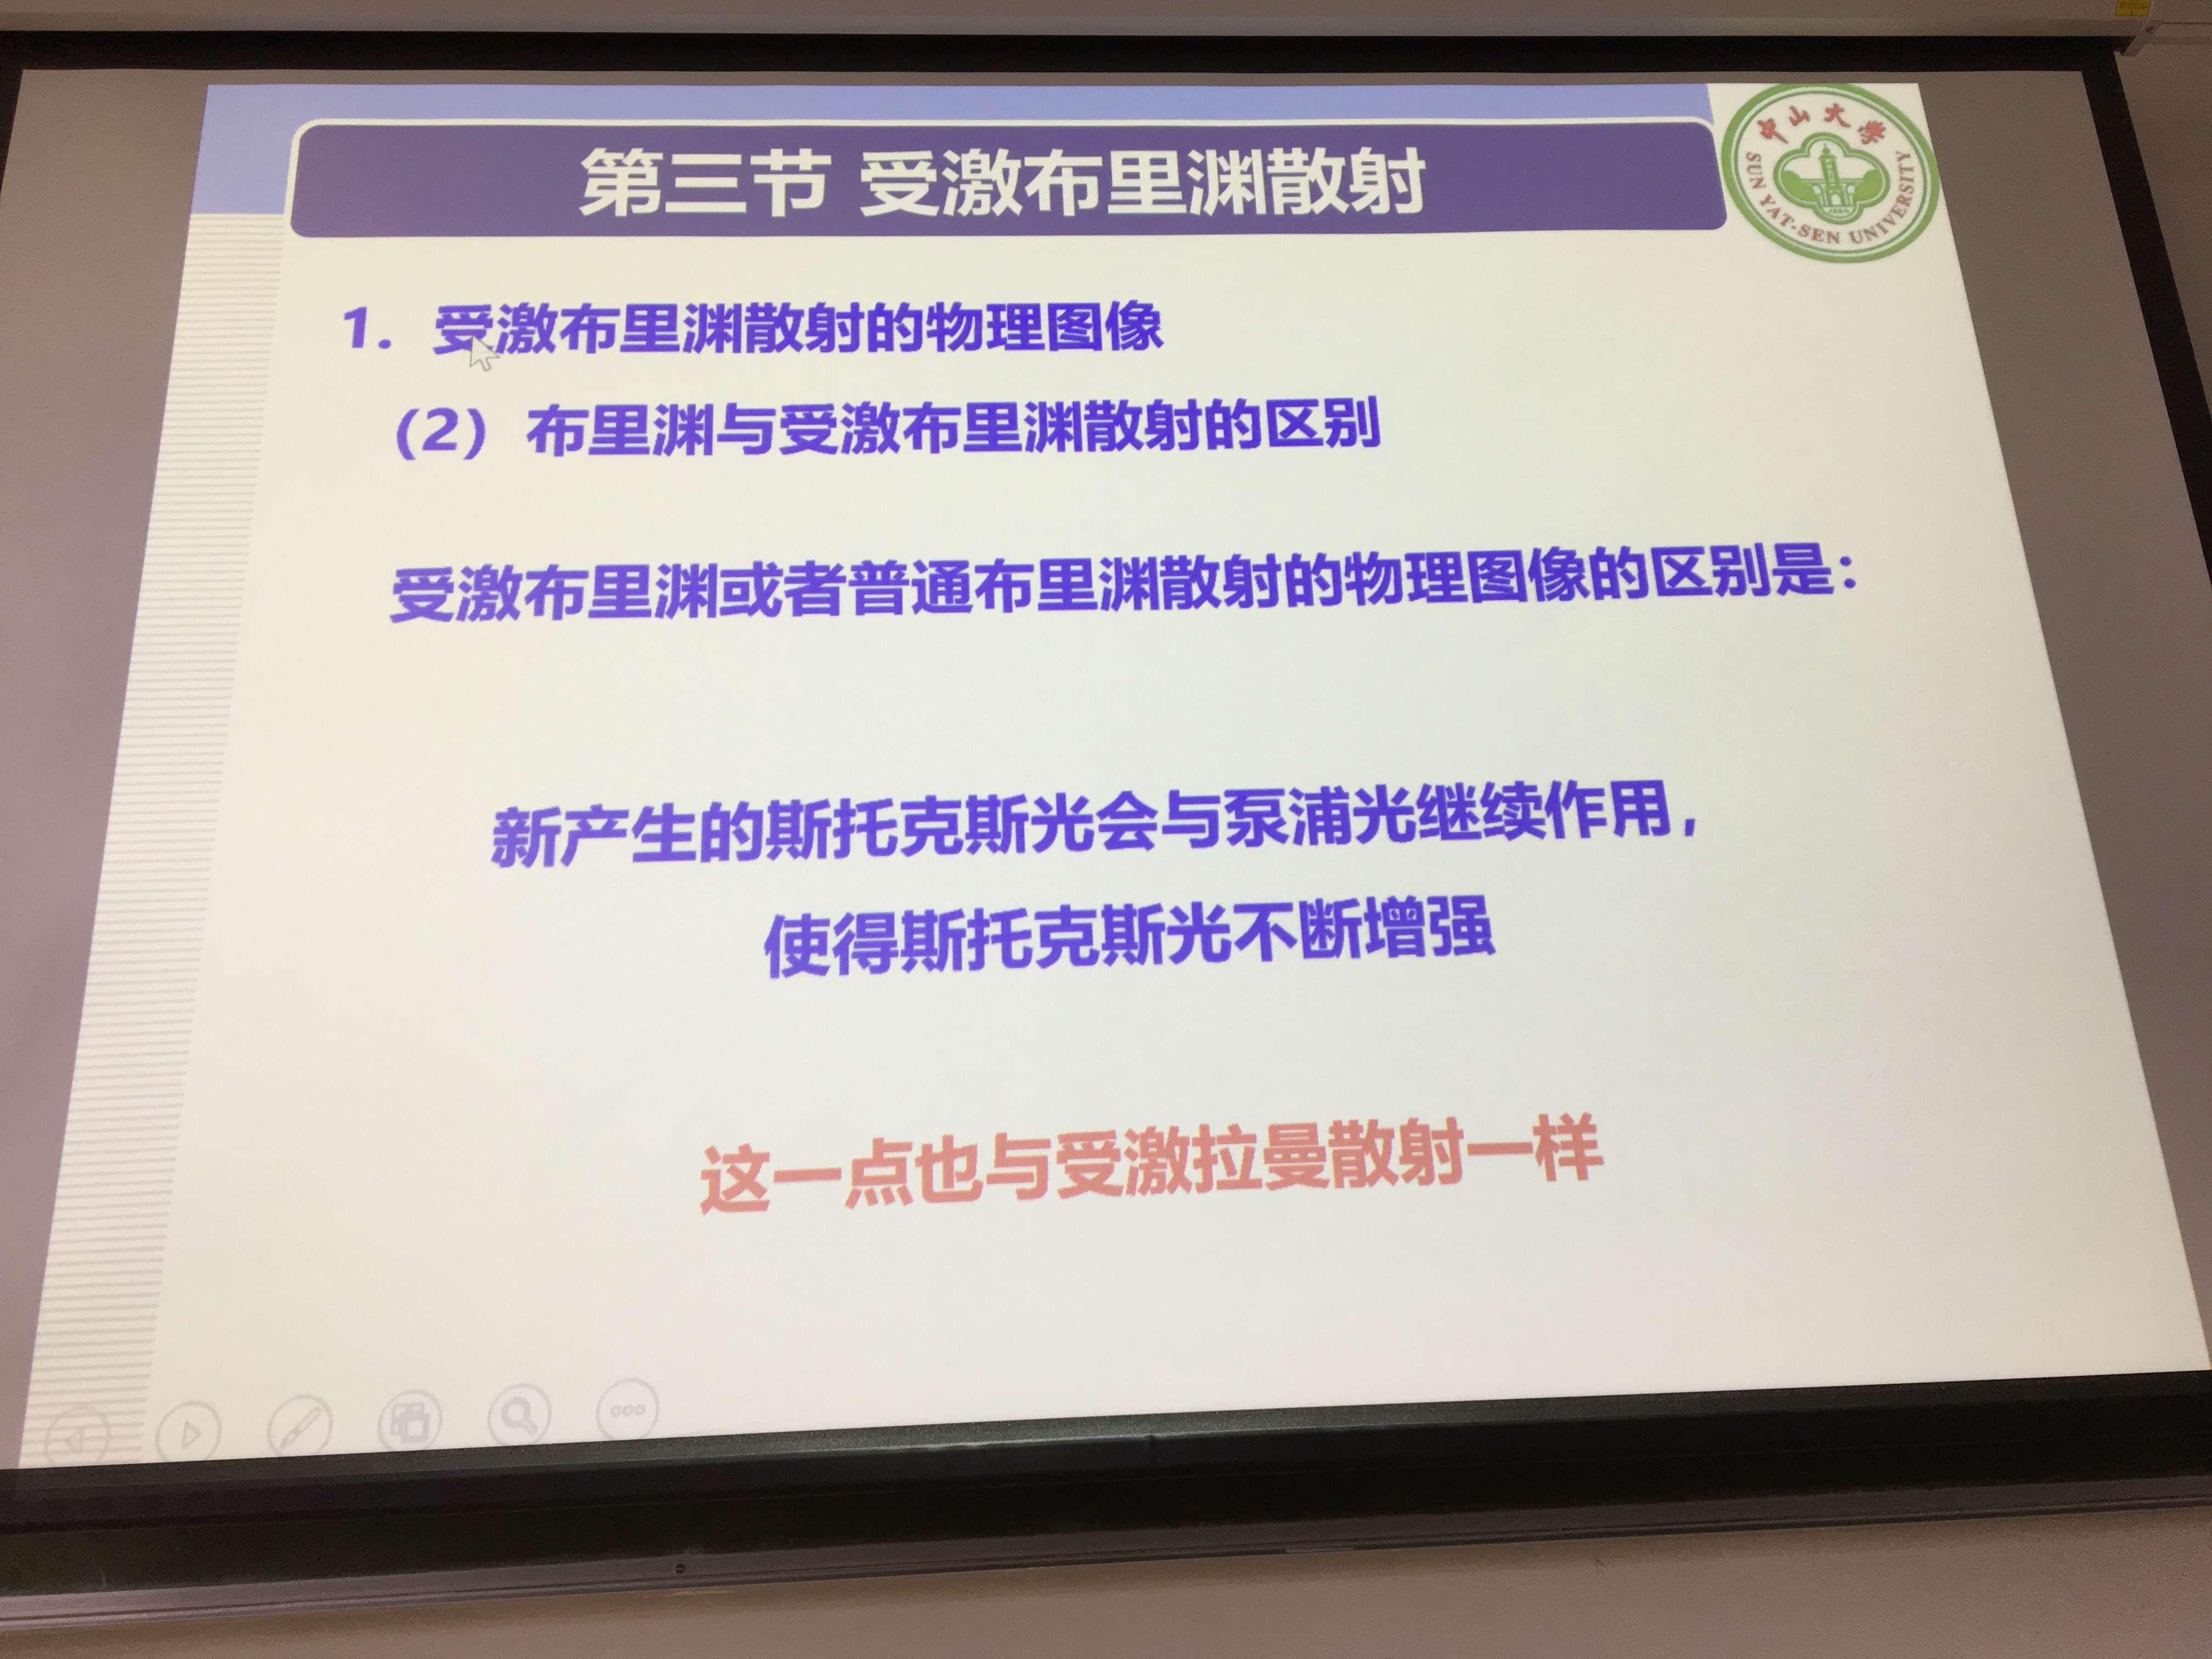 第三节 受激布里渊散射
中山大学
SUN YAT-SEN UNIVERSITY
1. 受激布里渊散射的物理图像
（2）布里渊与受激布里渊散射的区别
受激布里渊或者普通布里渊散射的物理图像的区别是：
新产生的斯托克斯光会与泵浦光继续作用，
使得斯托克斯光不断增强
这一点也与受激拉曼散射一样